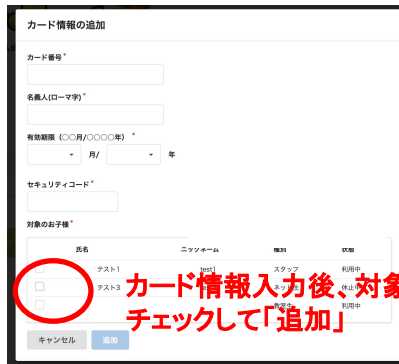 カード情報の追加
カード番号*
名義人(ローマ字)*
有効期限（○○月/○○○○年）*
月/ 年
セキュリティコード*
対象のお子様*
氏名 ニックネーム 種別 状態
テスト1 test1 スタッフ 利用中
テスト3 休止中
カード情報入力後、対象
チェックして「追加」
キャンセル 追加